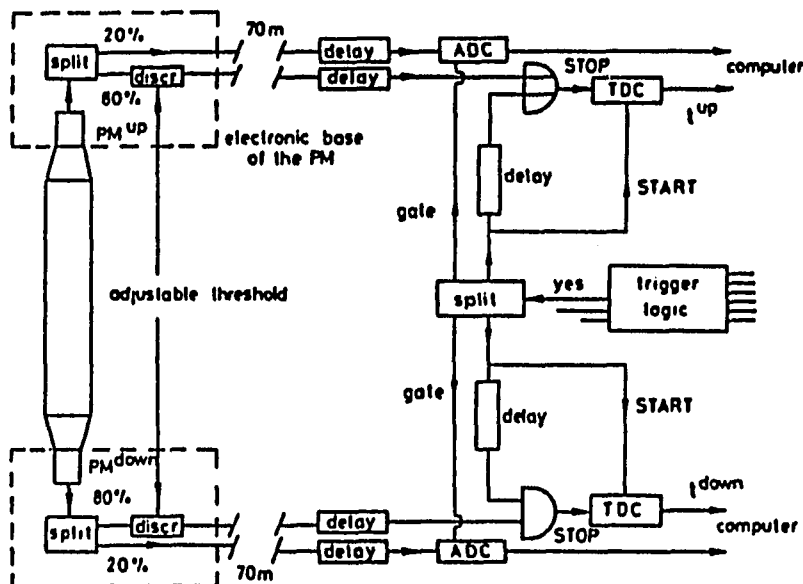 20% 70m delay ADC
split discr delay STOP computer
80% TDC
PM up electronic base t up
of the PM
delay
START
gate
adjustable threshold split yes trigger
logic
gate
delay START
PM down
80% t down
split discr delay TDC
STOP computer
20% 70m delay ADC